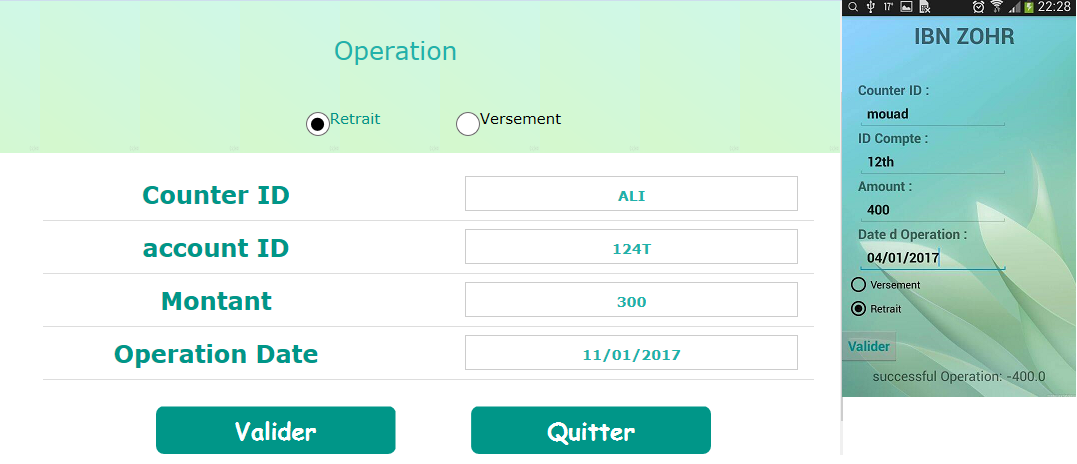 Operation
Retrait Versement
Counter ID ALI
account ID 124T
Montant 300
Operation Date 11/01/2017
Valider Quitter
17° 22:28
IBN ZOHR
Counter ID :
mouad
ID Compte :
12th
Amount :
400
Date d Operation :
04/01/2017
Versement
Retrait
Valider
successful Operation: -400.0